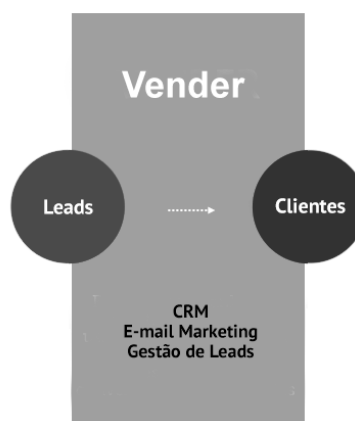 Vender
Leads
Clientes
CRM
E-mail Marketing
Gestão de Leads